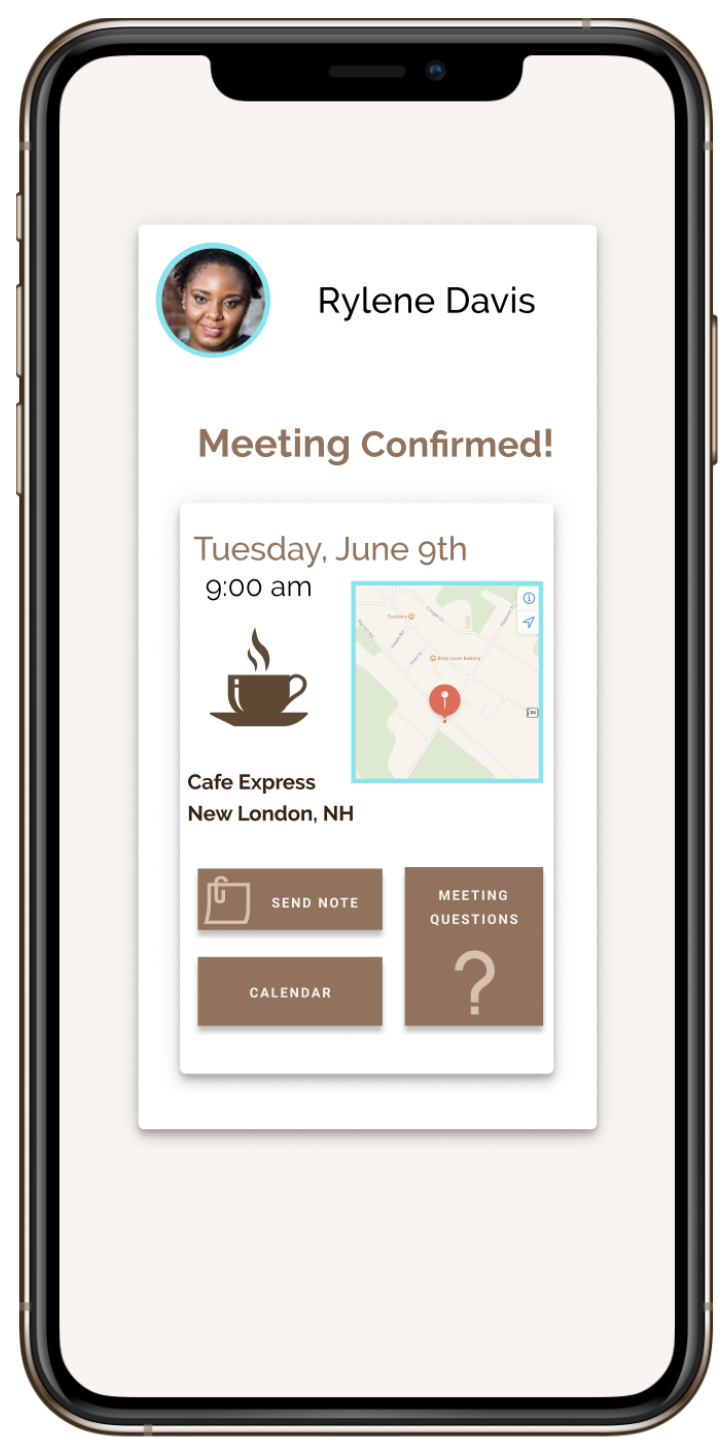 Rylene Davis
Meeting Confirmed!
Tuesday, June 9th
9:00 am
Tuckers
Blue Loon Bakery
Cafe Express
New London, NH
SEND NOTE
MEETING
QUESTIONS
?
CALENDAR